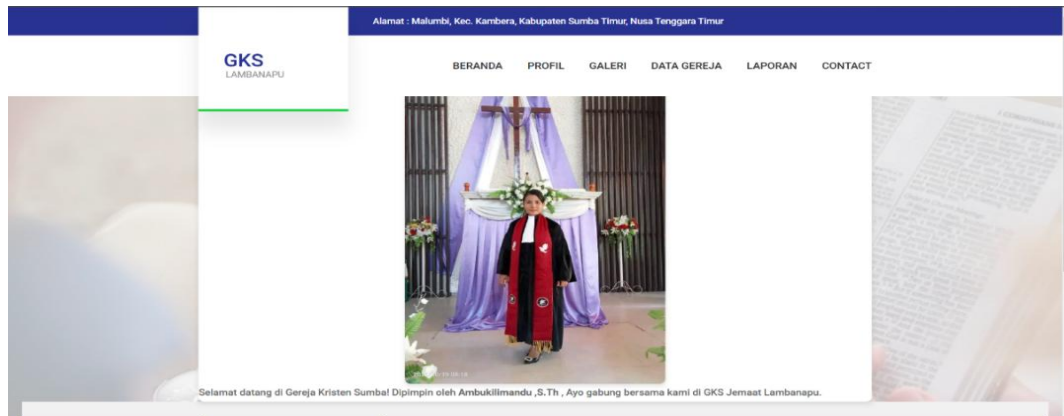 Alamat : Malumbi, Kec. Kambera, Kabupaten Sumba Timur, Nusa Tenggara Timur
GKS
LAMBANAPU
BERANDA PROFIL GALERI DATA GEREJA LAPORAN CONTACT
Selamat datang di Gereja Kristen Sumba! Dipimpin oleh Ambukilimandu ,S.Th , Ayo gabung bersama kami di GKS Jemaat Lambanapu.